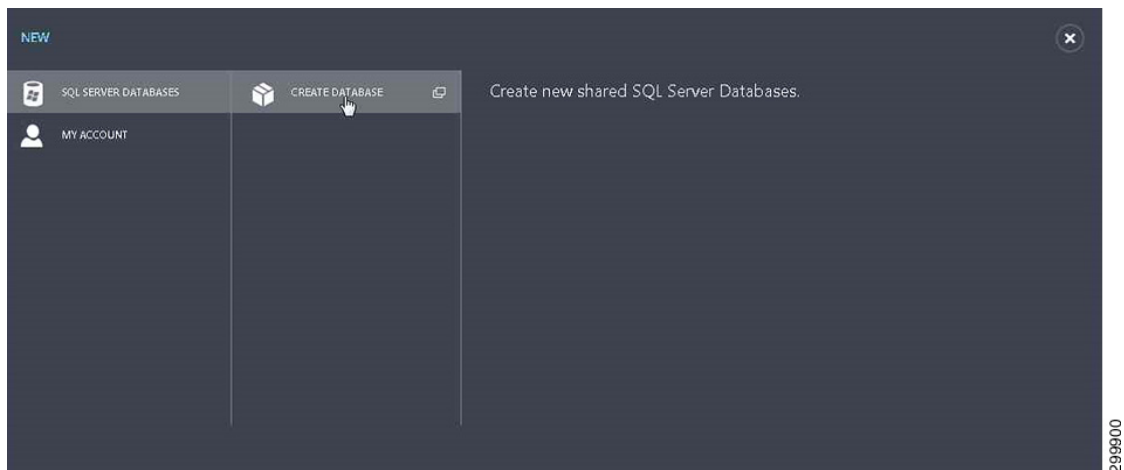 NEW
SQL SERVER DATABASES
CREATE DATABASE
Create new shared SQL Server Databases.
MY ACCOUNT
299900